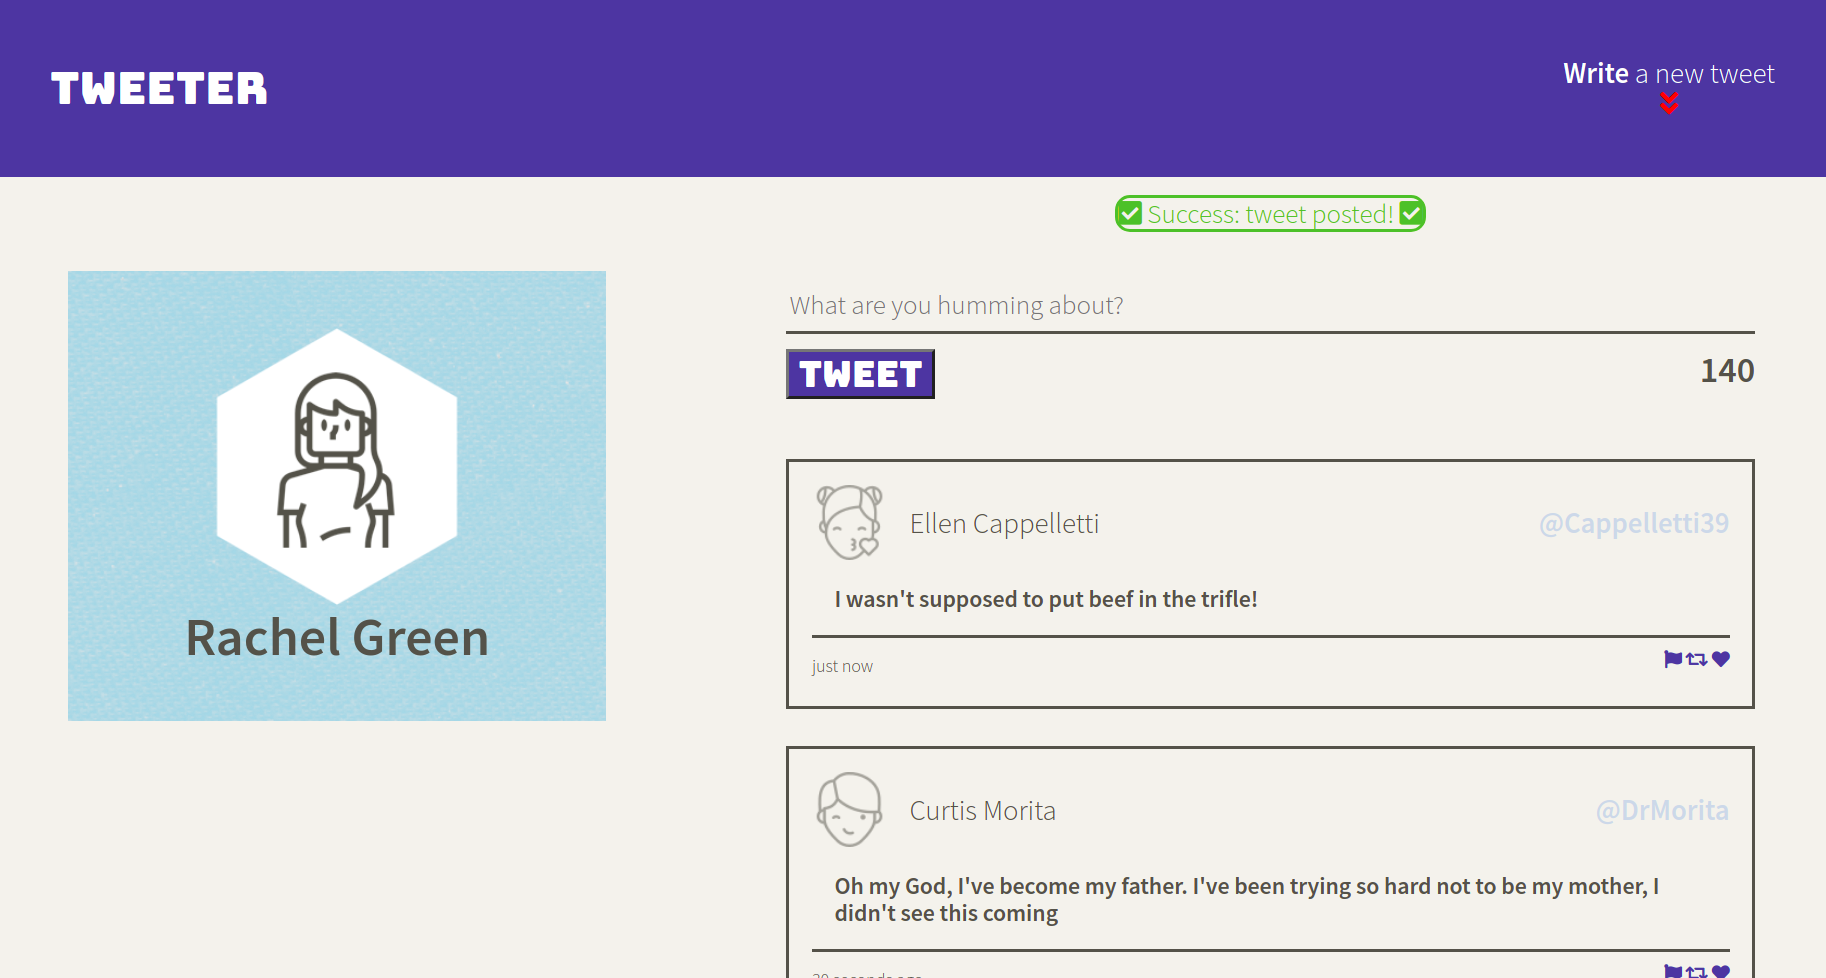 TWEETER
Write a new tweet
Success: tweet posted!
Rachel Green
What are you humming about?
TWEET
140
Ellen Cappelletti
@Cappelletti39
I wasn't supposed to put beef in the trifle!
just now
Curtis Morita
@DrMorita
Oh my God, I've become my father. I've been trying so hard not to be my mother, I
didn't see this coming